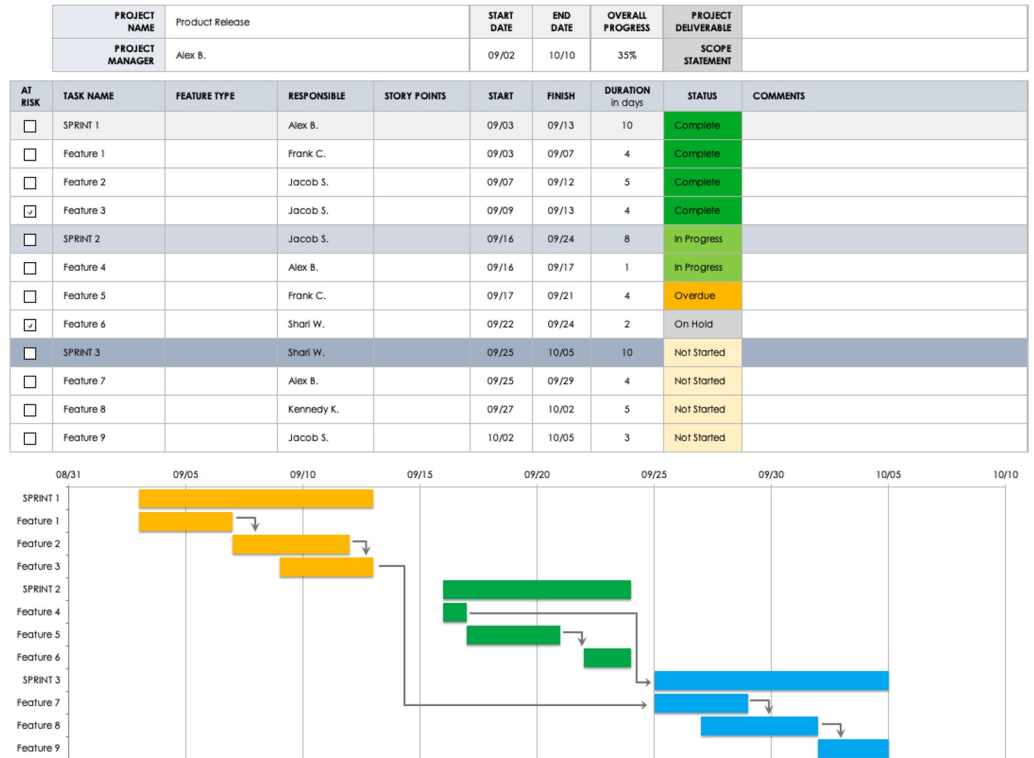 PROJECT NAME Product Release START DATE END DATE OVERALL PROGRESS PROJECT DELIVERABLE
PROJECT MANAGER Alex B. 09/02 10/10 35% SCOPE STATEMENT
AT RISK TASK NAME FEATURE TYPE RESPONSIBLE STORY POINTS START FINISH DURATION in days STATUS COMMENTS
SPRINT 1 Alex B. 09/03 09/13 10 Complete
Feature 1 Frank C. 09/03 09/07 4 Complete
Feature 2 Jacob S. 09/07 09/12 5 Complete
Feature 3 Jacob S. 09/09 09/13 4 Complete
SPRINT 2 Jacob S. 09/16 09/24 8 In Progress
Feature 4 Alex B. 09/16 09/17 1 In Progress
Feature 5 Frank C. 09/17 09/21 4 Overdue
Feature 6 Shari W. 09/22 09/24 2 On Hold
SPRINT 3 Shari W. 09/25 10/05 10 Not Started
Feature 7 Alex B. 09/25 09/29 4 Not Started
Feature 8 Kennedy K. 09/27 10/02 5 Not Started
Feature 9 Jacob S. 10/02 10/05 3 Not Started
08/31 09/05 09/10 09/15 09/20 09/25 09/30 10/05 10/10
SPRINT 1
Feature 1
Feature 2
Feature 3
SPRINT 2
Feature 4
Feature 5
Feature 6
SPRINT 3
Feature 7
Feature 8
Feature 9